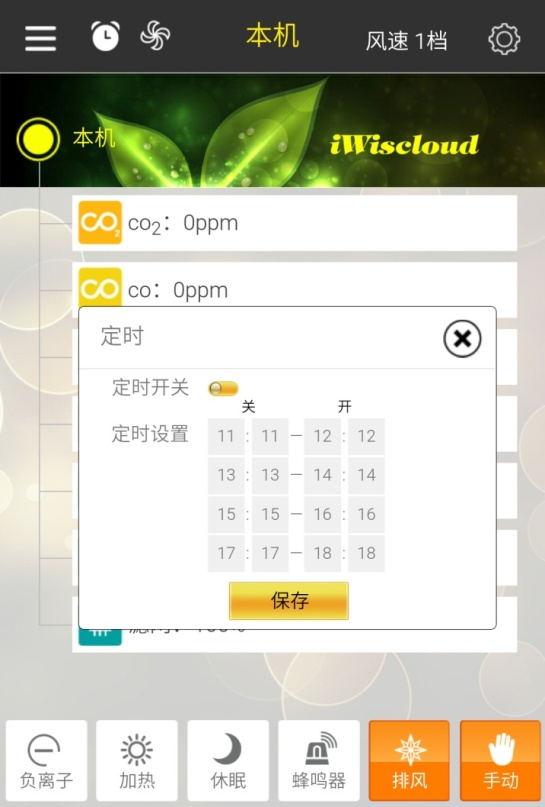 本机 风速 1档
本机
iWiscloud
CO2 co2：0ppm
CO co：0ppm
定时
定时开关
关 开
定时设置 11 : 11 — 12 : 12
13 : 13 — 14 : 14
15 : 15 — 16 : 16
17 : 17 — 18 : 18
保存
负离子 加热 休眠 蜂鸣器 排风 手动